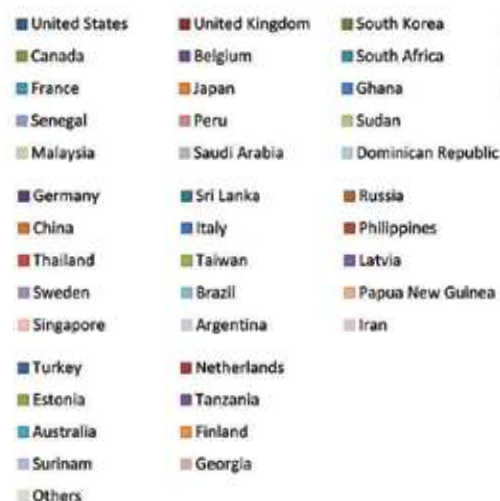 United States United Kingdom South Korea
Canada Belgium South Africa
France Japan Ghana
Senegal Peru Sudan
Malaysia Saudi Arabia Dominican Republic
Germany Sri Lanka Russia
China Italy Philippines
Thailand Taiwan Latvia
Sweden Brazil Papua New Guinea
Singapore Argentina Iran
Turkey Netherlands
Estonia Tanzania
Australia Finland
Surinam Georgia
Others